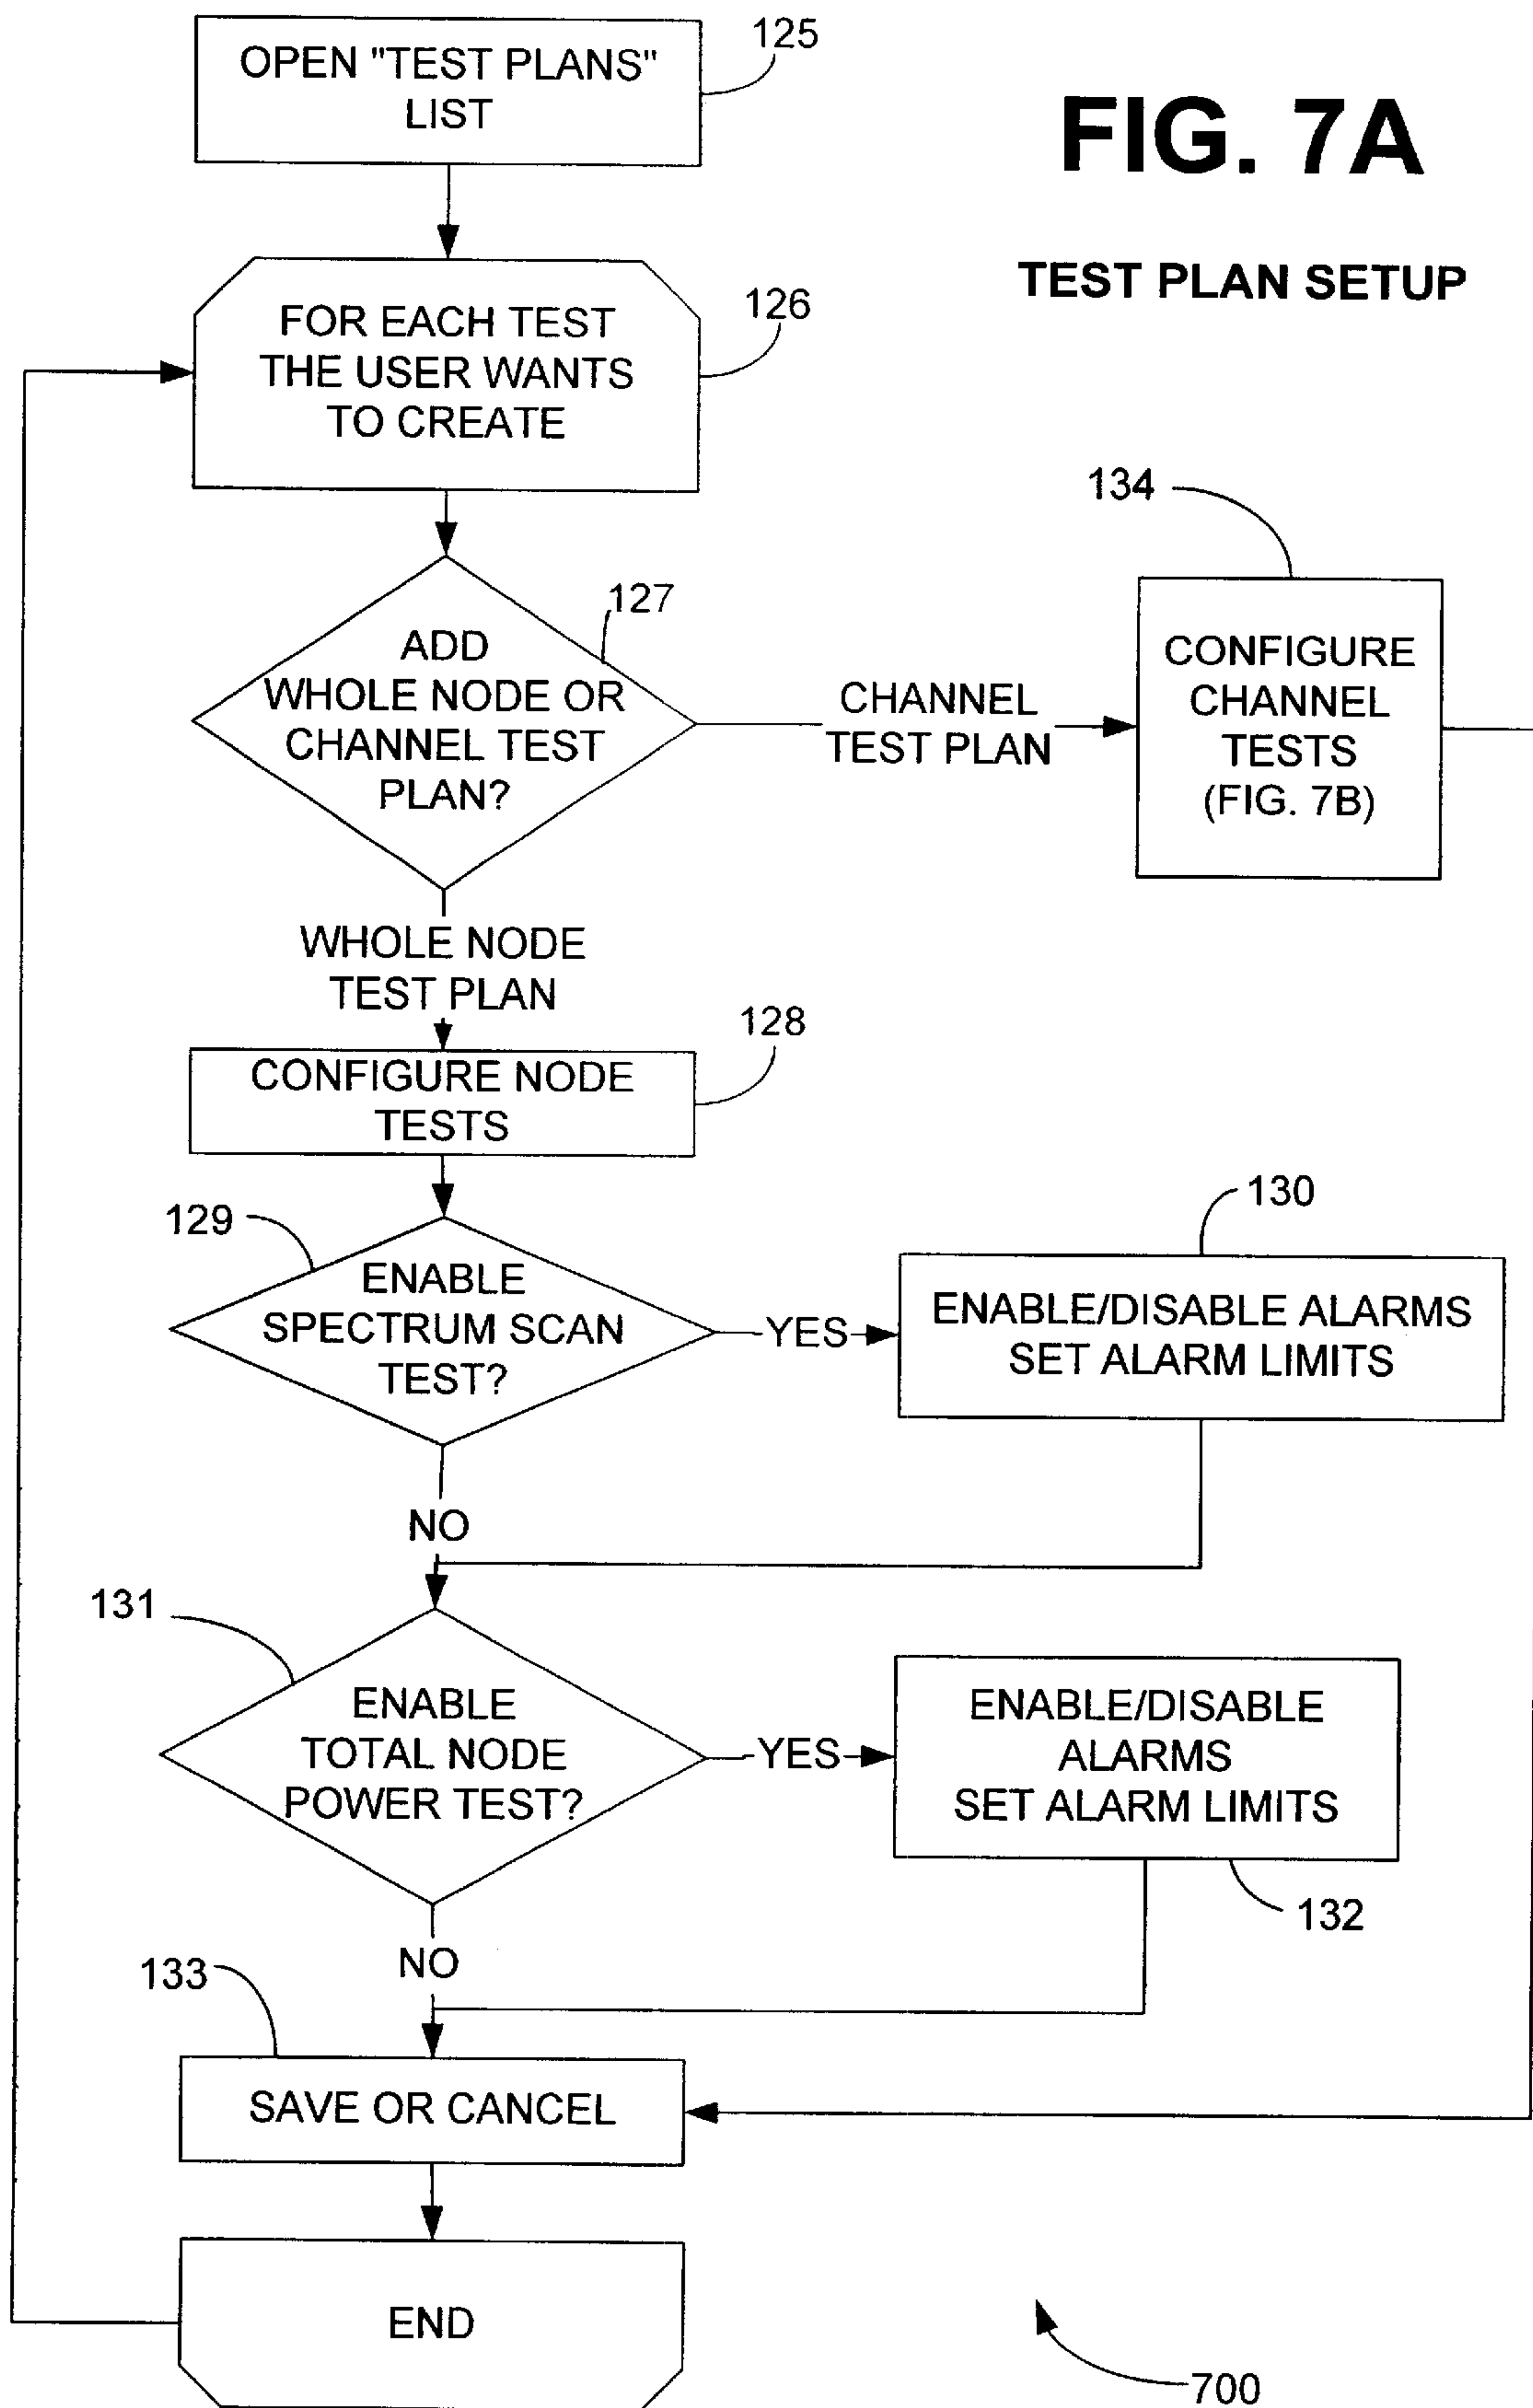 125
OPEN "TEST PLANS"
LIST
FIG. 7A
TEST PLAN SETUP
126
FOR EACH TEST
THE USER WANTS
TO CREATE
134
127
ADD
WHOLE NODE OR
CHANNEL TEST
PLAN?
CHANNEL
TEST PLAN
CONFIGURE
CHANNEL
TESTS
(FIG. 7B)
WHOLE NODE
TEST PLAN
128
CONFIGURE NODE
TESTS
129
130
ENABLE
SPECTRUM SCAN
TEST?
YES
ENABLE/DISABLE ALARMS
SET ALARM LIMITS
NO
131
ENABLE
TOTAL NODE
POWER TEST?
YES
ENABLE/DISABLE
ALARMS
SET ALARM LIMITS
132
NO
133
SAVE OR CANCEL
END
700